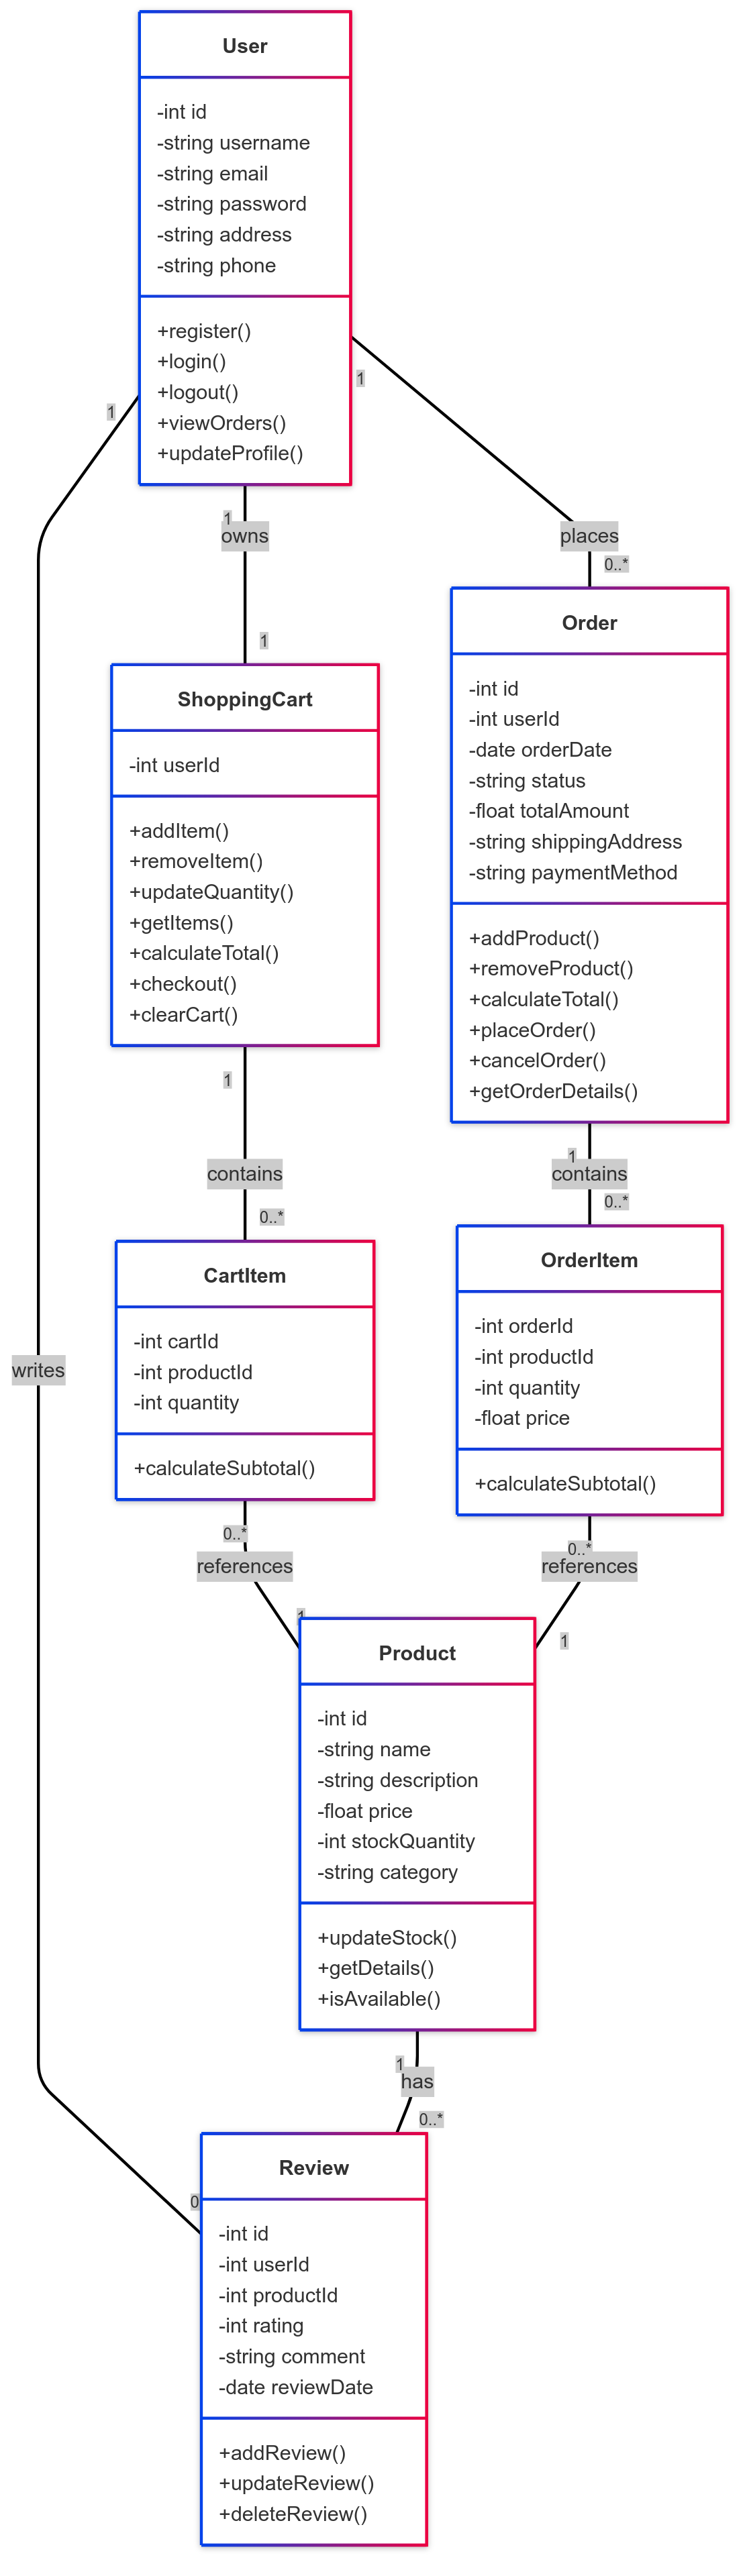 User
-int id
-string username
-string email
-string password
-string address
-string phone
+register()
+login()
+logout()
+viewOrders()
+updateProfile()
1
1
1
owns
places
0..*
1
Order
-int id
-int userId
-date orderDate
-string status
-float totalAmount
-string shippingAddress
-string paymentMethod
+addProduct()
+removeProduct()
+calculateTotal()
+placeOrder()
+cancelOrder()
+getOrderDetails()
ShoppingCart
-int userId
+addItem()
+removeItem()
+updateQuantity()
+getItems()
+calculateTotal()
+checkout()
+clearCart()
1
contains
0..*
1
contains
0..*
CartItem
-int cartId
-int productId
-int quantity
+calculateSubtotal()
OrderItem
-int orderId
-int productId
-int quantity
-float price
+calculateSubtotal()
writes
0..*
references
1
0..*
references
1
Product
-int id
-string name
-string description
-float price
-int stockQuantity
-string category
+updateStock()
+getDetails()
+isAvailable()
1
has
0..*
0
Review
-int id
-int userId
-int productId
-int rating
-string comment
-date reviewDate
+addReview()
+updateReview()
+deleteReview()